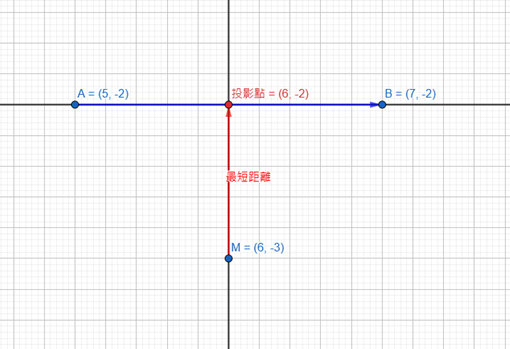 A = (5, -2)
投影點 = (6, -2)
B = (7, -2)
最短距離
M = (6, -3)